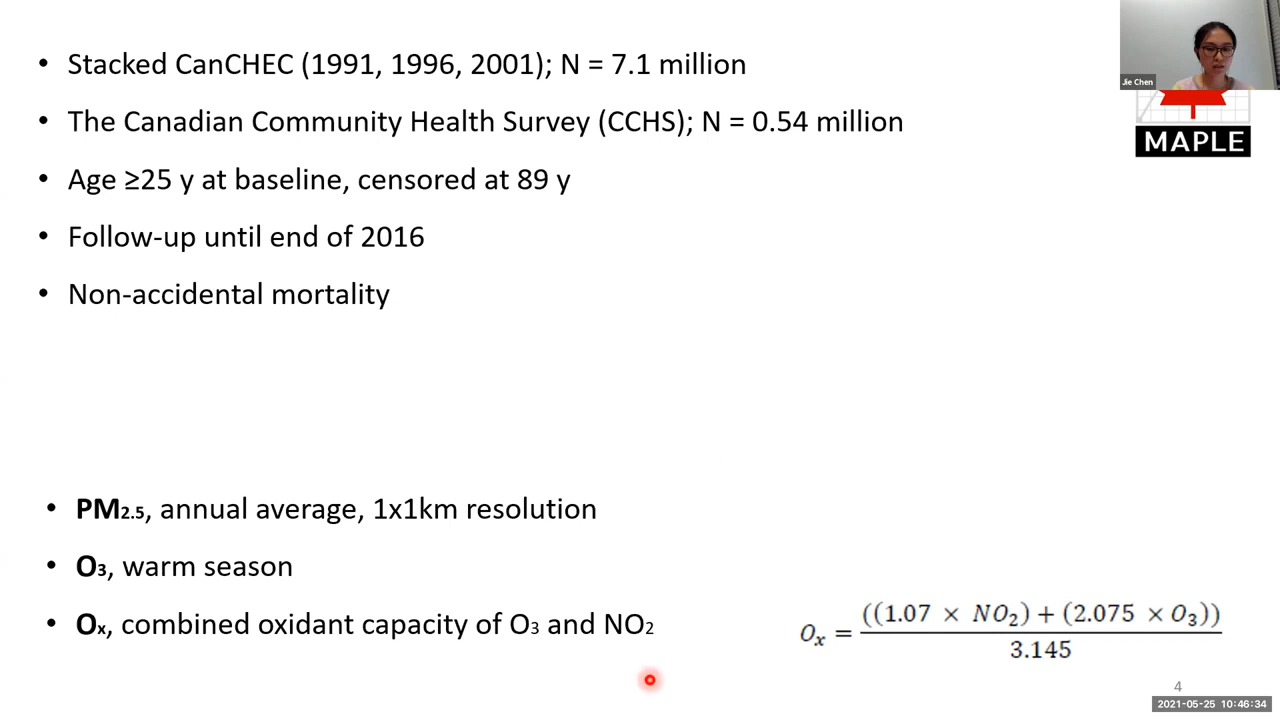 • Stacked CanCHEC (1991, 1996, 2001); N = 7.1 million
• The Canadian Community Health Survey (CCHS); N = 0.54 million
• Age ≥25 y at baseline, censored at 89 y
• Follow-up until end of 2016
• Non-accidental mortality
Jie Chen
MAPLE
• PM2.5, annual average, 1x1km resolution
• O3, warm season
• Ox, combined oxidant capacity of O3 and NO2
Ox = ((1.07 × NO2) + (2.075 × O3)) / 3.145
4
2021-05-25 10:46:34